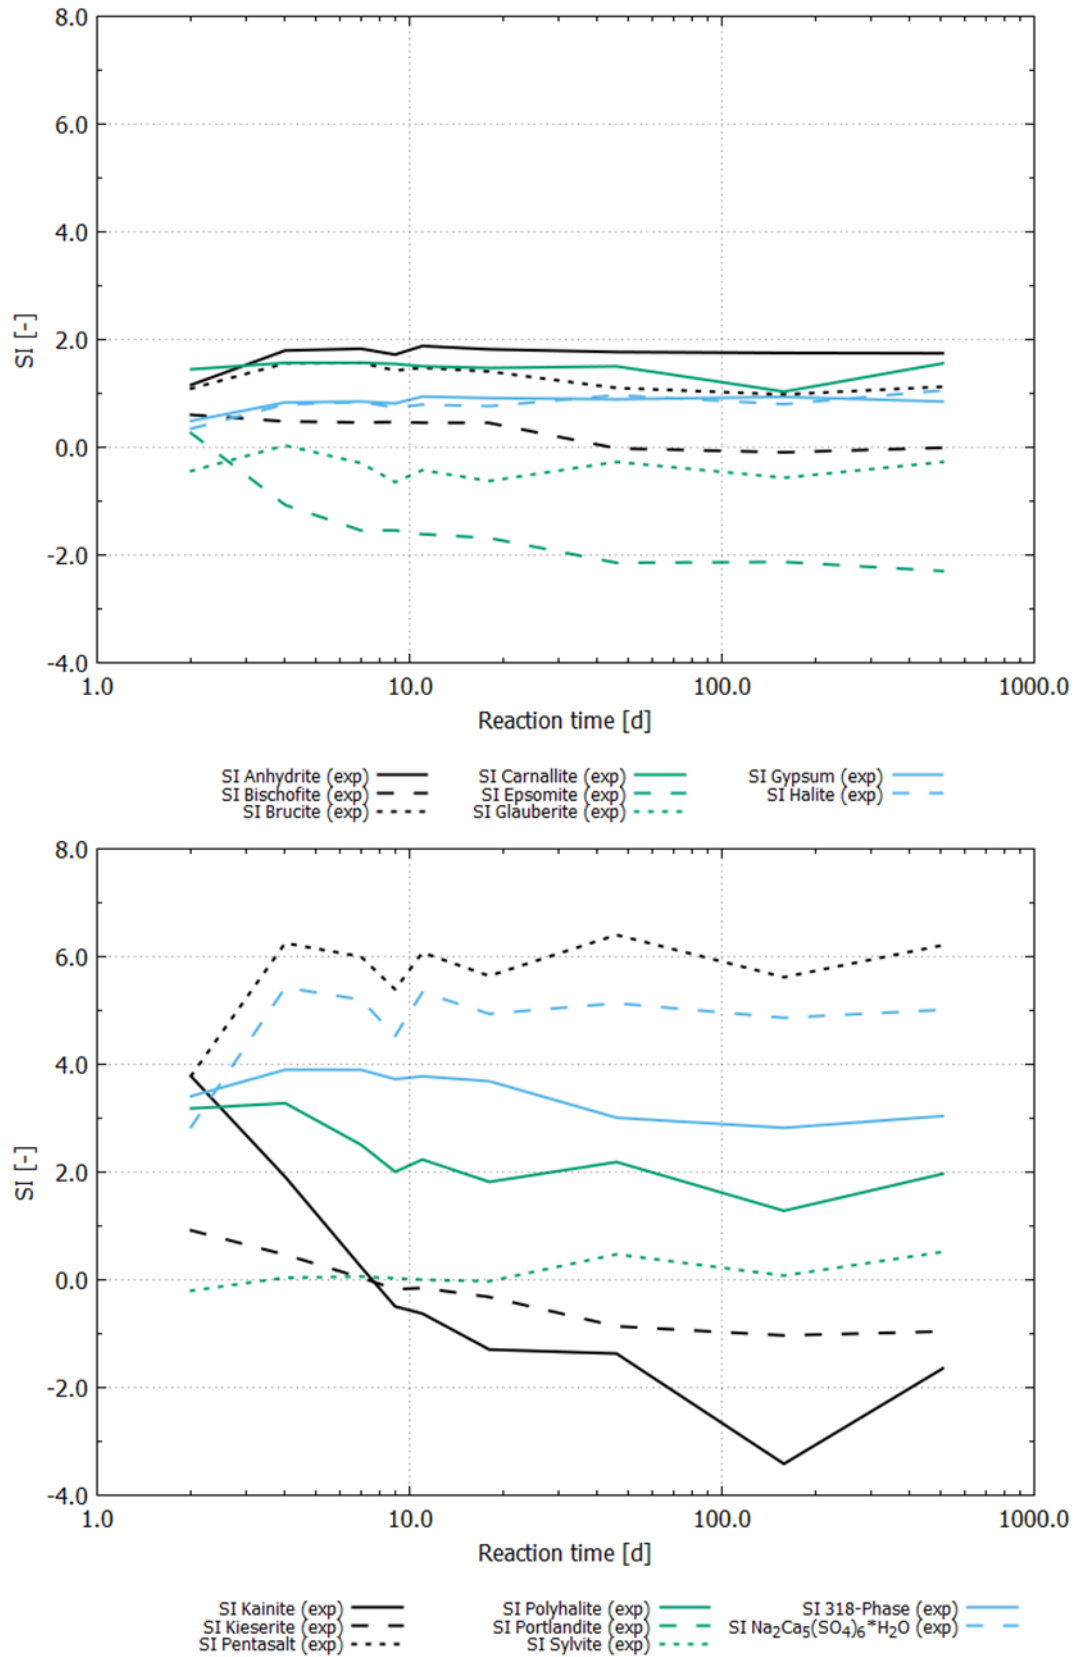 8.0
6.0
4.0
2.0
0.0
-2.0
-4.0
SI [-]
1.0 10.0 100.0 1000.0
Reaction time [d]
SI Anhydrite (exp) SI Carnallite (exp) SI Gypsum (exp)
SI Bischofite (exp) SI Epsomite (exp) SI Halite (exp)
SI Brucite (exp) SI Glauberite (exp)
8.0
6.0
4.0
2.0
0.0
-2.0
-4.0
SI [-]
1.0 10.0 100.0 1000.0
Reaction time [d]
SI Kainite (exp) SI Polyhalite (exp) SI 318-Phase (exp)
SI Kieserite (exp) SI Portlandite (exp) SI Na₂Ca₅(SO₄)₆*H₂O (exp)
SI Pentasalt (exp) SI Sylvite (exp)